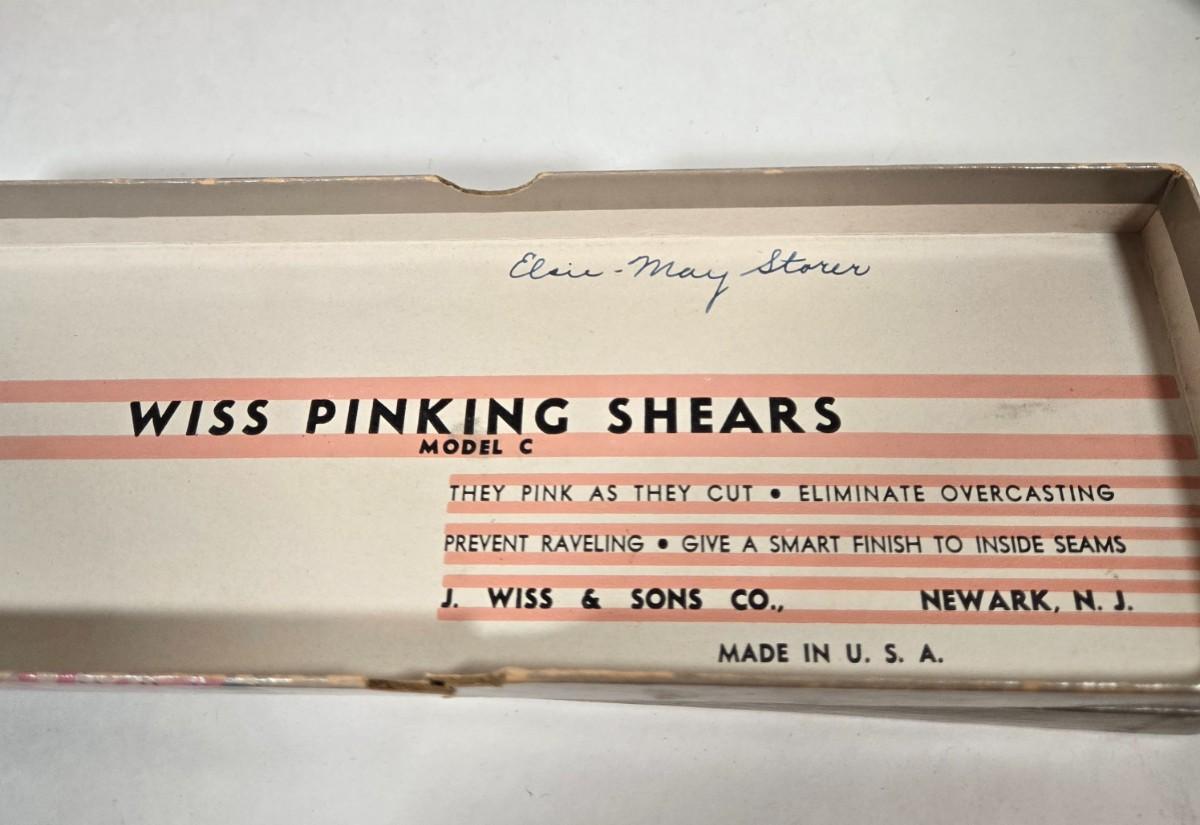 Elsie-May Storer
WISS PINKING SHEARS
MODEL C
THEY PINK AS THEY CUT • ELIMINATE OVERCASTING
PREVENT RAVELING • GIVE A SMART FINISH TO INSIDE SEAMS
J. WISS & SONS CO., NEWARK, N. J.
MADE IN U. S. A.